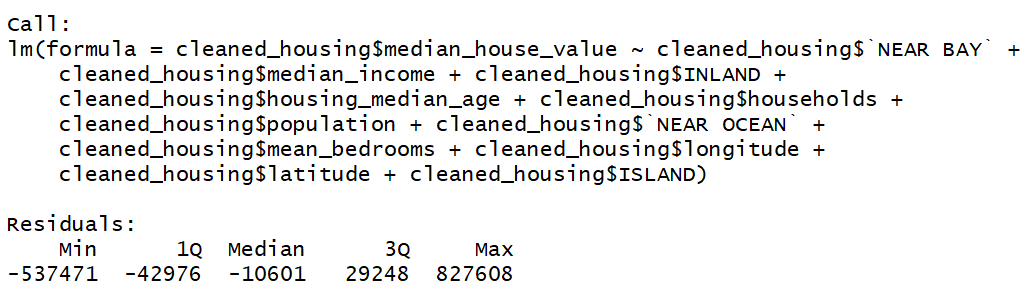 Call:
lm(formula = cleaned_housing$median_house_value ~ cleaned_housing$`NEAR BAY` +
    cleaned_housing$median_income + cleaned_housing$INLAND +
    cleaned_housing$housing_median_age + cleaned_housing$households +
    cleaned_housing$population + cleaned_housing$`NEAR OCEAN` +
    cleaned_housing$mean_bedrooms + cleaned_housing$longitude +
    cleaned_housing$latitude + cleaned_housing$ISLAND)
Residuals:
    Min      1Q  Median      3Q     Max
-537471  -42976  -10601   29248  827608